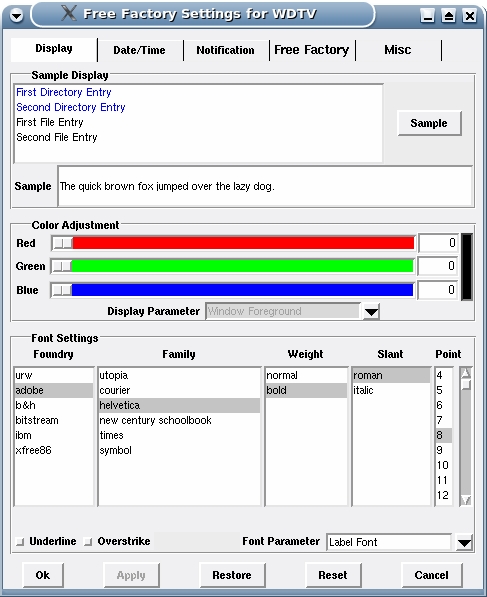 Free Factory Settings for WDTV
Display Date/Time Notification Free Factory Misc
Sample Display
First Directory Entry
Second Directory Entry
First File Entry
Second File Entry
Sample
Sample The quick brown fox jumped over the lazy dog.
Color Adjustment
Red 0
Green 0
Blue 0
Display Parameter Window Foreground
Font Settings
Foundry Family Weight Slant Point
urw utopia normal roman 4
adobe courier bold italic 5
b&h helvetica 6
bitstream new century schoolbook 7
ibm times 8
xfree86 symbol 9
10
11
12
Underline Overstrike Font Parameter Label Font
Ok Apply Restore Reset Cancel